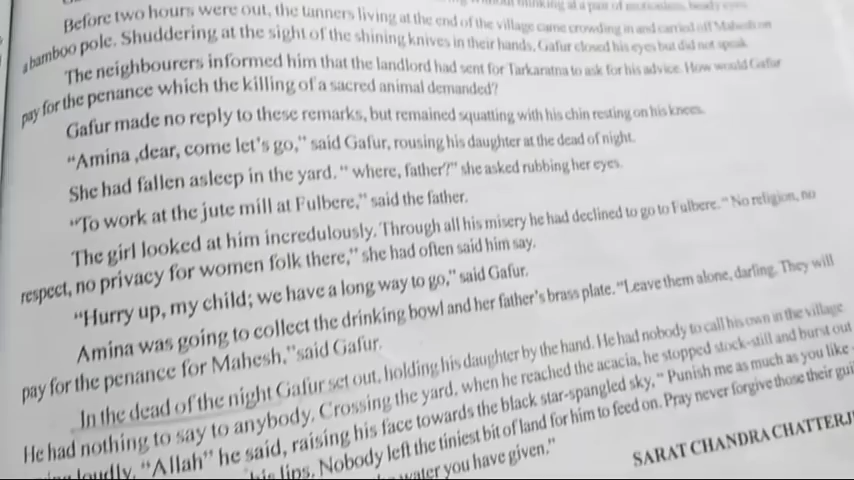 thinking at a pair of motionless, beady eyes.
Before two hours were out, the tanners living at the end of the village came crowding in and carried off Mahesh on
a bamboo pole. Shuddering at the sight of the shining knives in their hands, Gafur closed his eyes but did not speak.
The neighbourers informed him that the landlord had sent for Tarkaratna to ask for his advice. How would Gafur
pay for the penance which the killing of a sacred animal demanded?
Gafur made no reply to these remarks, but remained squatting with his chin resting on his knees.
“Amina ,dear, come let's go,” said Gafur, rousing his daughter at the dead of night.
She had fallen asleep in the yard. “ where, father?” she asked rubbing her eyes.
“To work at the jute mill at Fulbere,” said the father.
The girl looked at him incredulously. Through all his misery he had declined to go to Fulbere. “ No religion, no
respect, no privacy for women folk there,” she had often said him say.
“Hurry up, my child; we have a long way to go,” said Gafur.
Amina was going to collect the drinking bowl and her father's brass plate. “Leave them alone, darling. They will
pay for the penance for Mahesh,”said Gafur.
In the dead of the night Gafur set out, holding his daughter by the hand. He had nobody to call his own in the village
He had nothing to say to anybody. Crossing the yard, when he reached the acacia, he stopped stock-still and burst out
loudly. “Allah” he said, raising his face towards the black star-spangled sky, “ Punish me as much as you like
his lips. Nobody left the tiniest bit of land for him to feed on. Pray never forgive those their
water you have given.”
SARAT CHANDRA CHATTERJ